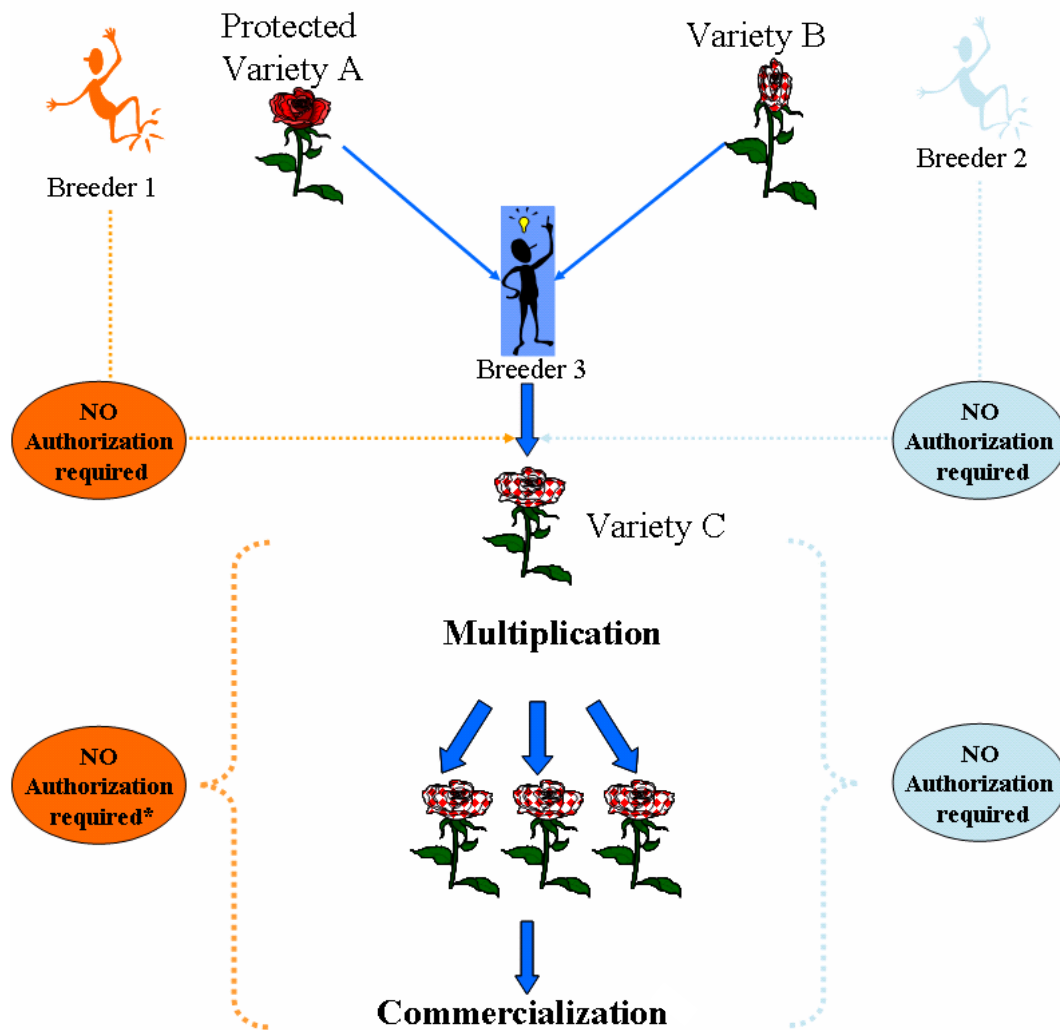 Protected
Variety A
Variety B
Breeder 1
Breeder 2
Breeder 3
NO
Authorization
required
NO
Authorization
required
Variety C
Multiplication
NO
Authorization
required*
NO
Authorization
required
Commercialization